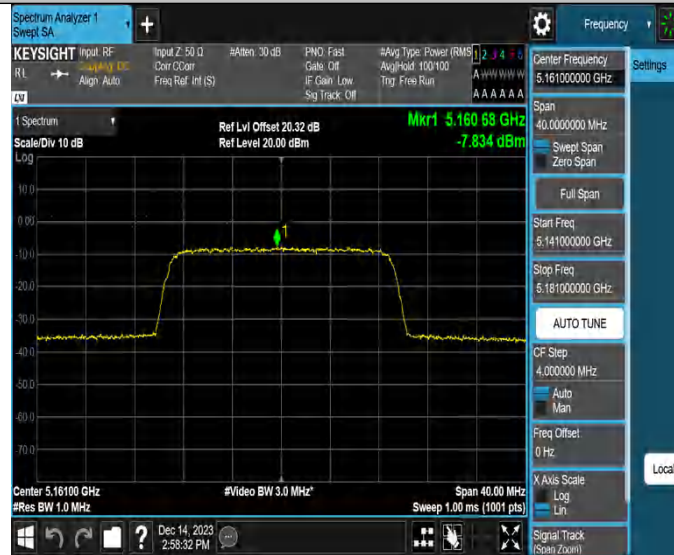 Spectrum Analyzer 1
Swept SA
+
Frequency
KEYSIGHT
RL
Input: RF
Coupling: DC
Align: Auto
Input Z: 50 Ω
Corr CCorr
Freq Ref: Int (S)
#Atten: 30 dB
PNO: Fast
Gate: Off
IF Gain: Low
Sig Track: Off
#Avg Type: Power (RMS
Avg|Hold: 100/100
Trig: Free Run
1 2 3 4 5 6
A W W W W W
A A A A A A
LNI
1 Spectrum
Scale/Div 10 dB
Ref Lvl Offset 20.32 dB
Ref Level 20.00 dBm
Mkr1 5.160 68 GHz
-7.834 dBm
Log
10.0
0.00
-10.0
-20.0
-30.0
-40.0
-50.0
-60.0
-70.0
1
Center 5.16100 GHz
#Res BW 1.0 MHz
#Video BW 3.0 MHz*
Span 40.00 MHz
Sweep 1.00 ms (1001 pts)
Dec 14, 2023
2:58:32 PM
?
Center Frequency
5.161000000 GHz
Span
40.0000000 MHz
Swept Span
Zero Span
Full Span
Start Freq
5.141000000 GHz
Stop Freq
5.181000000 GHz
AUTO TUNE
CF Step
4.000000 MHz
Auto
Man
Freq Offset
0 Hz
X Axis Scale
Log
Lin
Signal Track
(Span Zoom)
Settings
Local